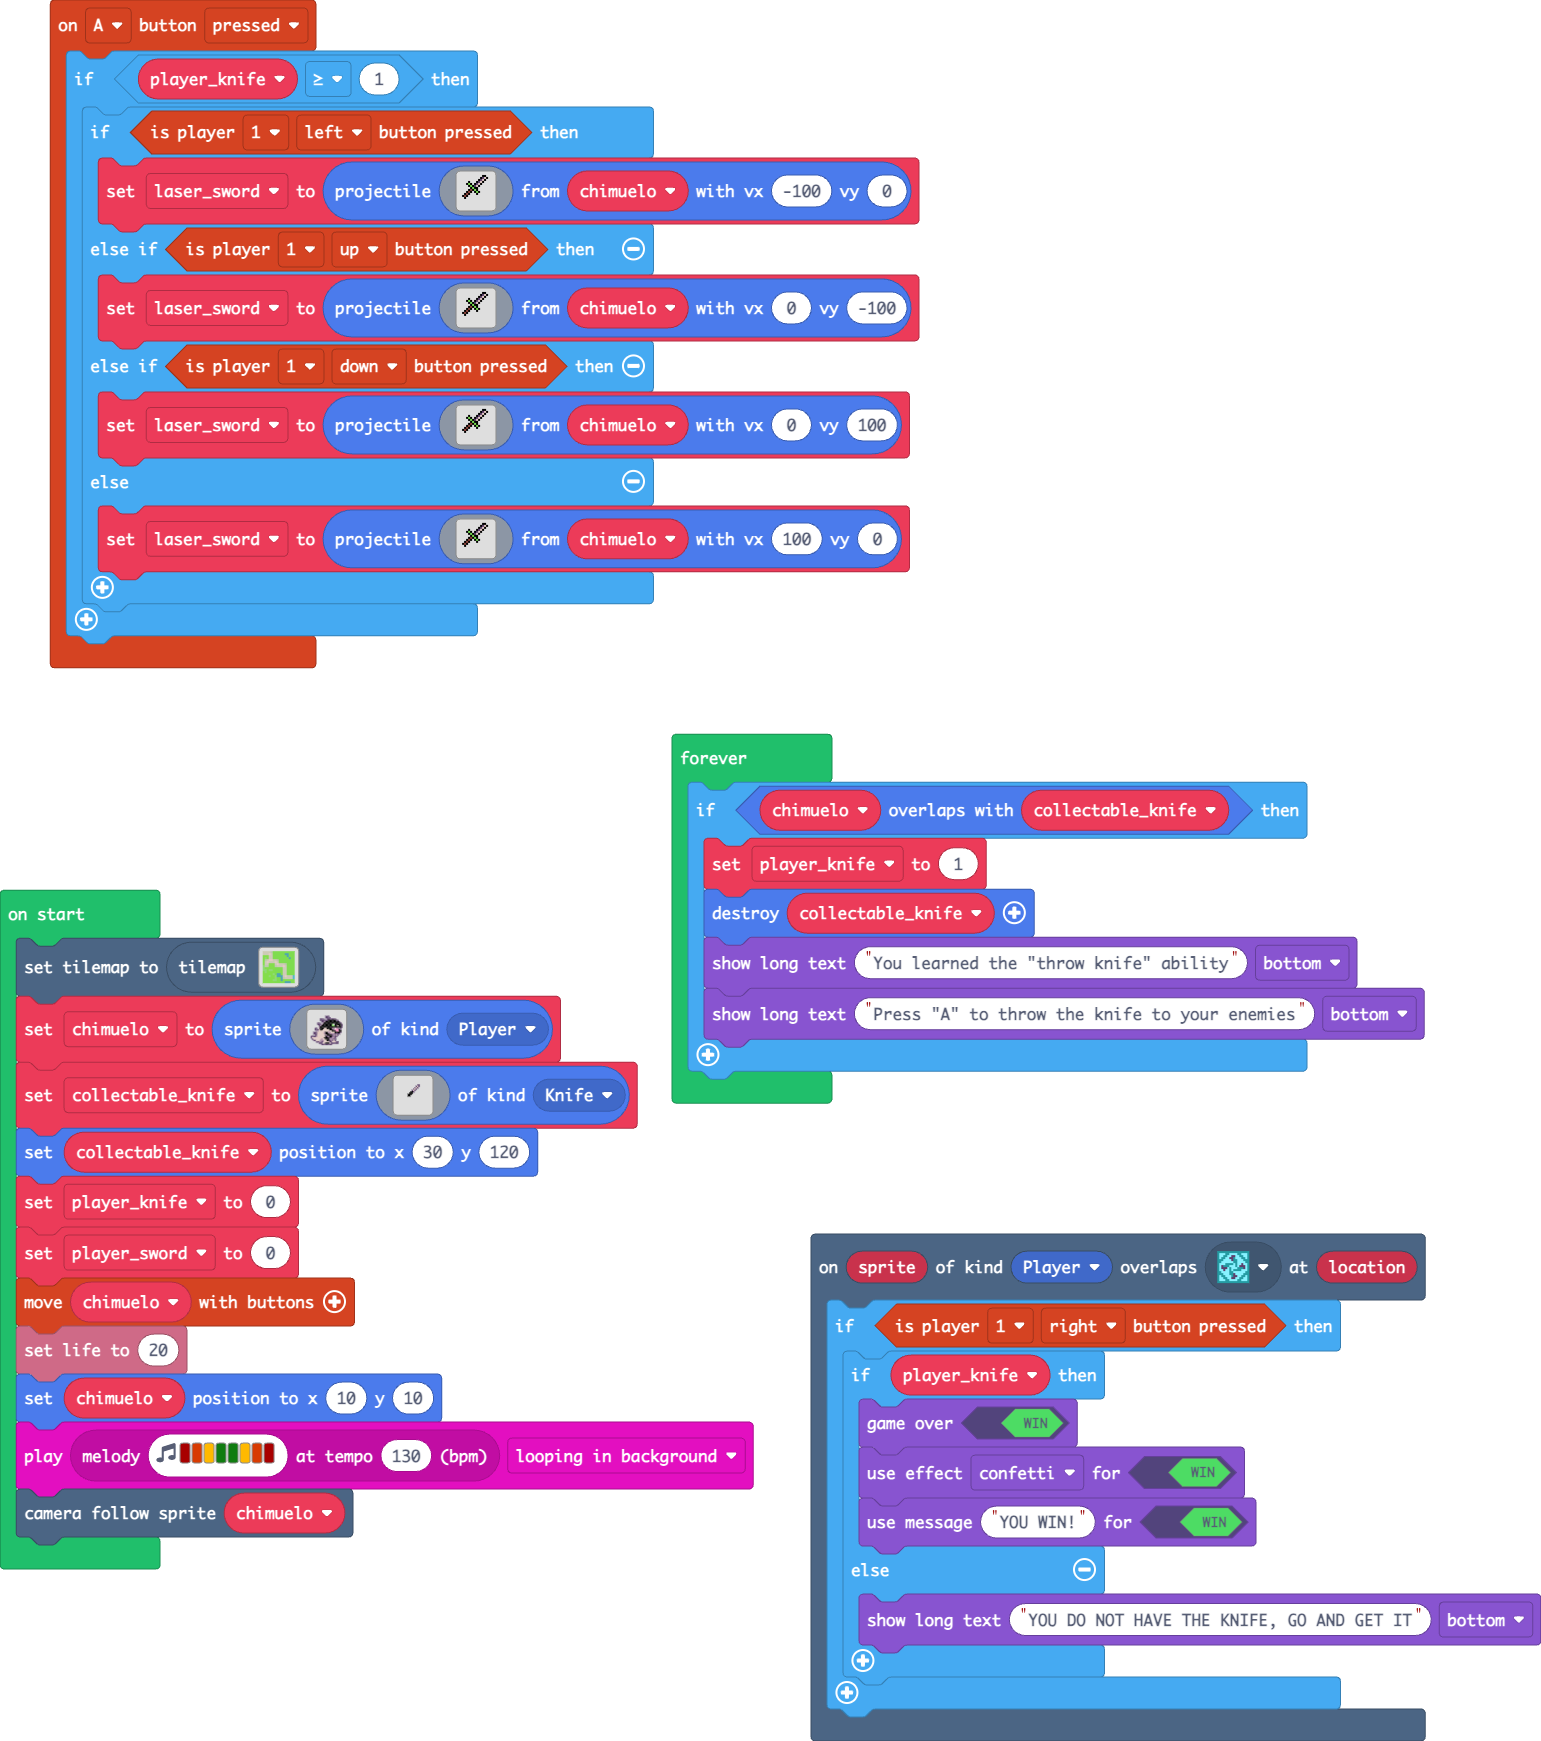 on A button pressed
if player_knife ≥ 1 then
if is player 1 left button pressed then
set laser_sword to projectile from chimuelo with vx -100 vy 0
else if is player 1 up button pressed then
set laser_sword to projectile from chimuelo with vx 0 vy -100
else if is player 1 down button pressed then
set laser_sword to projectile from chimuelo with vx 0 vy 100
else
set laser_sword to projectile from chimuelo with vx 100 vy 0
forever
if chimuelo overlaps with collectable_knife then
set player_knife to 1
destroy collectable_knife
show long text "You learned the "throw knife" ability" bottom
show long text "Press "A" to throw the knife to your enemies" bottom
on start
set tilemap to tilemap
set chimuelo to sprite of kind Player
set collectable_knife to sprite of kind Knife
set collectable_knife position to x 30 y 120
set player_knife to 0
set player_sword to 0
move chimuelo with buttons
set life to 20
set chimuelo position to x 10 y 10
play melody at tempo 130 (bpm) looping in background
camera follow sprite chimuelo
on sprite of kind Player overlaps at location
if is player 1 right button pressed then
if player_knife then
game over WIN
use effect confetti for WIN
use message "YOU WIN!" for WIN
else
show long text "YOU DO NOT HAVE THE KNIFE, GO AND GET IT" bottom